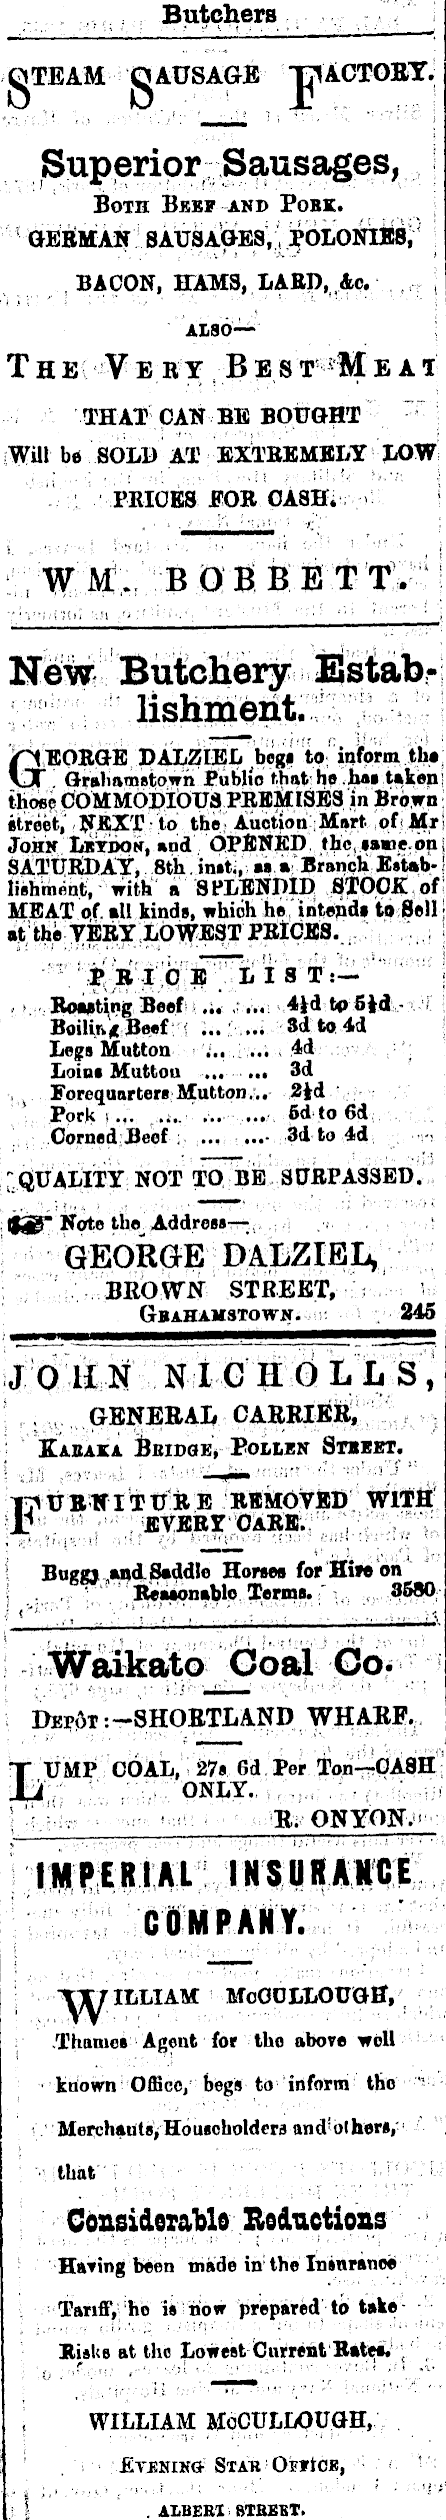 Butchers
STEAM SAUSAGE FACTORY.
Superior Sausages,
BOTH BEEF AND PORK.
GERMAN SAUSAGES, POLONIES,
BACON, HAMS, LARD, &c.
ALSO—
THE VERY BEST MEAT
THAT CAN BE BOUGHT
Will be SOLD AT EXTREMELY LOW
PRICES FOR CASH.
WM. BOBBETT.
New Butchery Estab-
lishment.
GEORGE DALZIEL begs to inform the
Grahamstown Public that he has taken
those COMMODIOUS PREMISES in Brown
street, NEXT to the Auction Mart of Mr
JOHN LEYDON, and OPENED the same on
SATURDAY, 8th inst., as a Branch Estab-
lishment, with a SPLENDID STOCK of
MEAT of all kinds, which he intends to Sell
at the VERY LOWEST PRICES.
PRICE LIST:—
Roasting Beef ... ... 4½d to 5½d
Boiling Beef ... ... 3d to 4d
Legs Mutton ... ... 4d
Loins Mutton ... ... 3d
Forequarters Mutton... 2½d
Pork ... ... ... ... 5d to 6d
Corned Beef ... ... 3d to 4d
QUALITY NOT TO BE SURPASSED.
☞ Note the Address—
GEORGE DALZIEL,
BROWN STREET,
GRAHAMSTOWN. 245
JOHN NICHOLLS,
GENERAL CARRIER,
KARAKA BRIDGE, POLLEN STREET.
FURNITURE REMOVED WITH
EVERY CARE.
Buggy and Saddle Horses for Hire on
Reasonable Terms. 3580
Waikato Coal Co.
DEPÔT:—SHORTLAND WHARF.
LUMP COAL, 27s 6d Per Ton—CASH
ONLY.
R. ONYON.
IMPERIAL INSURANCE
COMPANY.
WILLIAM McCULLOUGH,
Thames Agent for the above well
known Office, begs to inform the
Merchants, Householders and others,
that
Considerable Reductions
Having been made in the Insurance
Tariff, he is now prepared to take
Risks at the Lowest Current Rates.
WILLIAM McCULLOUGH,
EVENING STAR OFFICE,
ALBERT STREET.